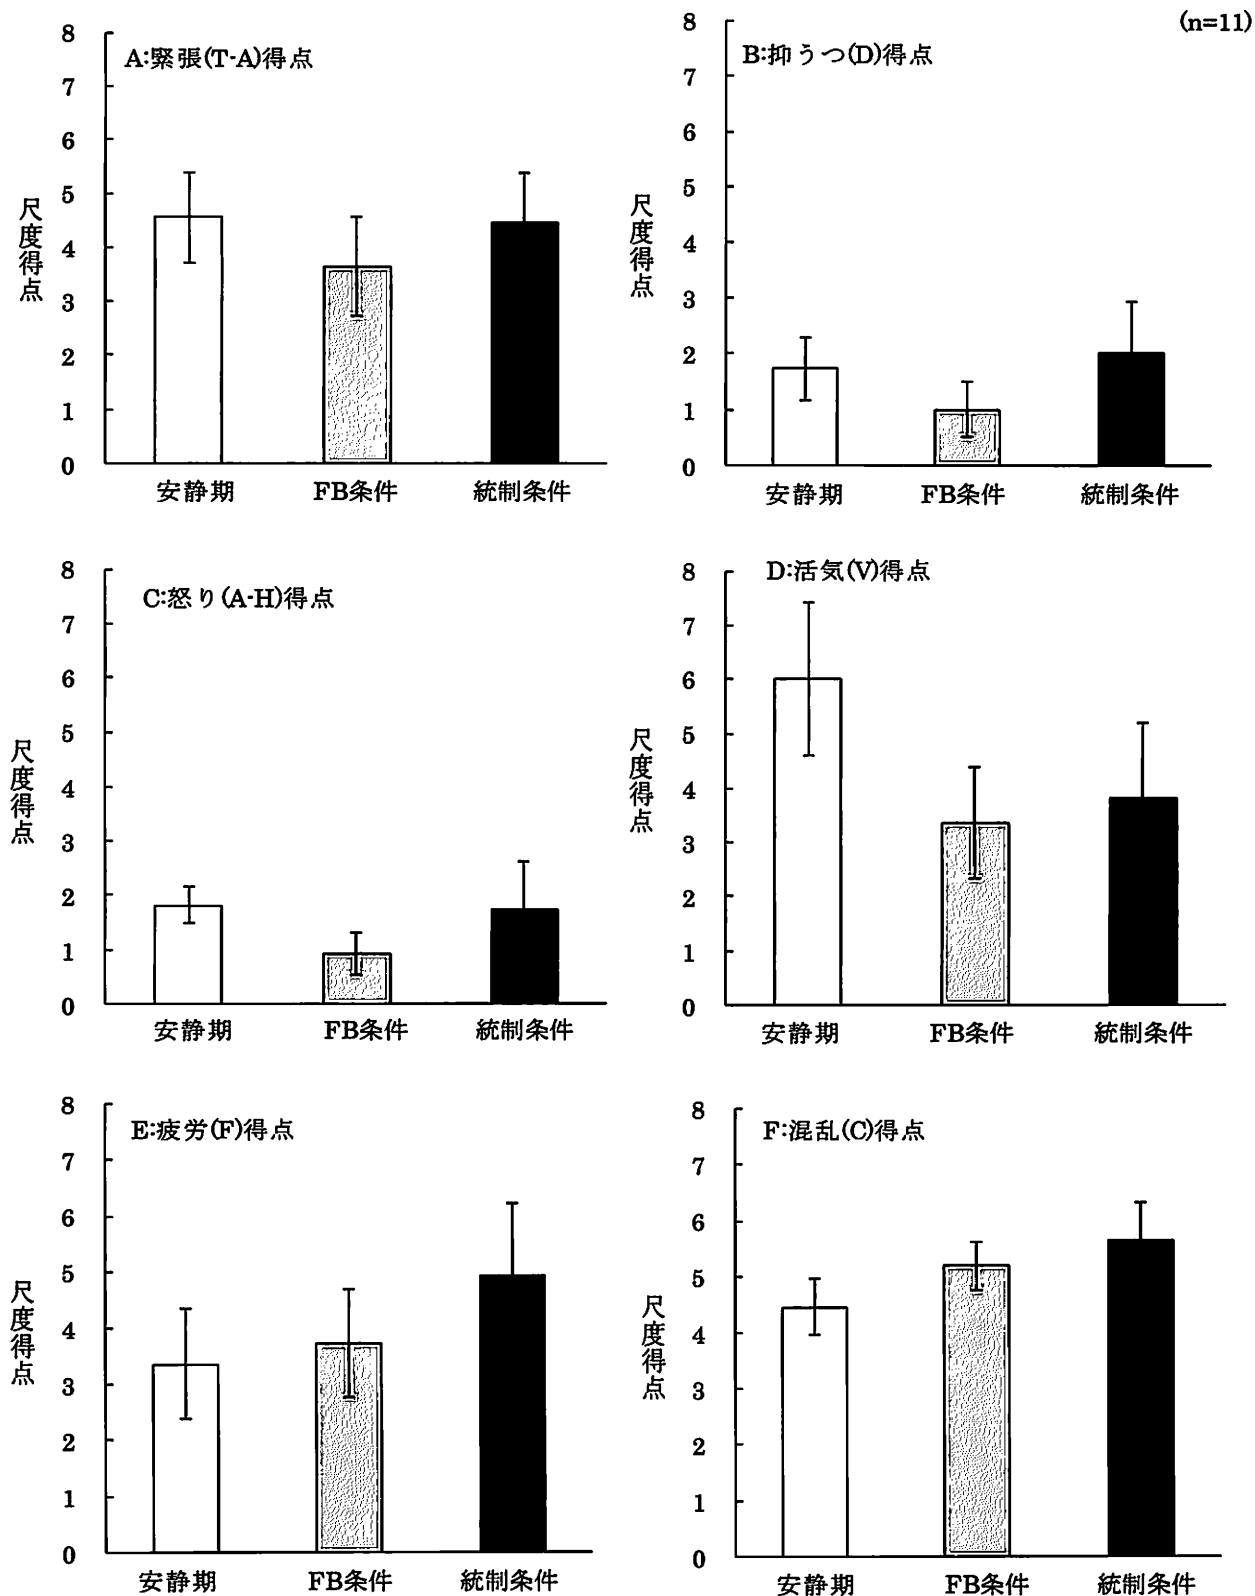 (n=11)
A:緊張(T-A)得点
8
7
6
5
4
3
2
1
0
尺度得点
安静期 FB条件 統制条件
B:抑うつ(D)得点
8
7
6
5
4
3
2
1
0
尺度得点
安静期 FB条件 統制条件
C:怒り(A-H)得点
8
7
6
5
4
3
2
1
0
尺度得点
安静期 FB条件 統制条件
D:活気(V)得点
8
7
6
5
4
3
2
1
0
尺度得点
安静期 FB条件 統制条件
E:疲労(F)得点
8
7
6
5
4
3
2
1
0
尺度得点
安静期 FB条件 統制条件
F:混乱(C)得点
8
7
6
5
4
3
2
1
0
尺度得点
安静期 FB条件 統制条件